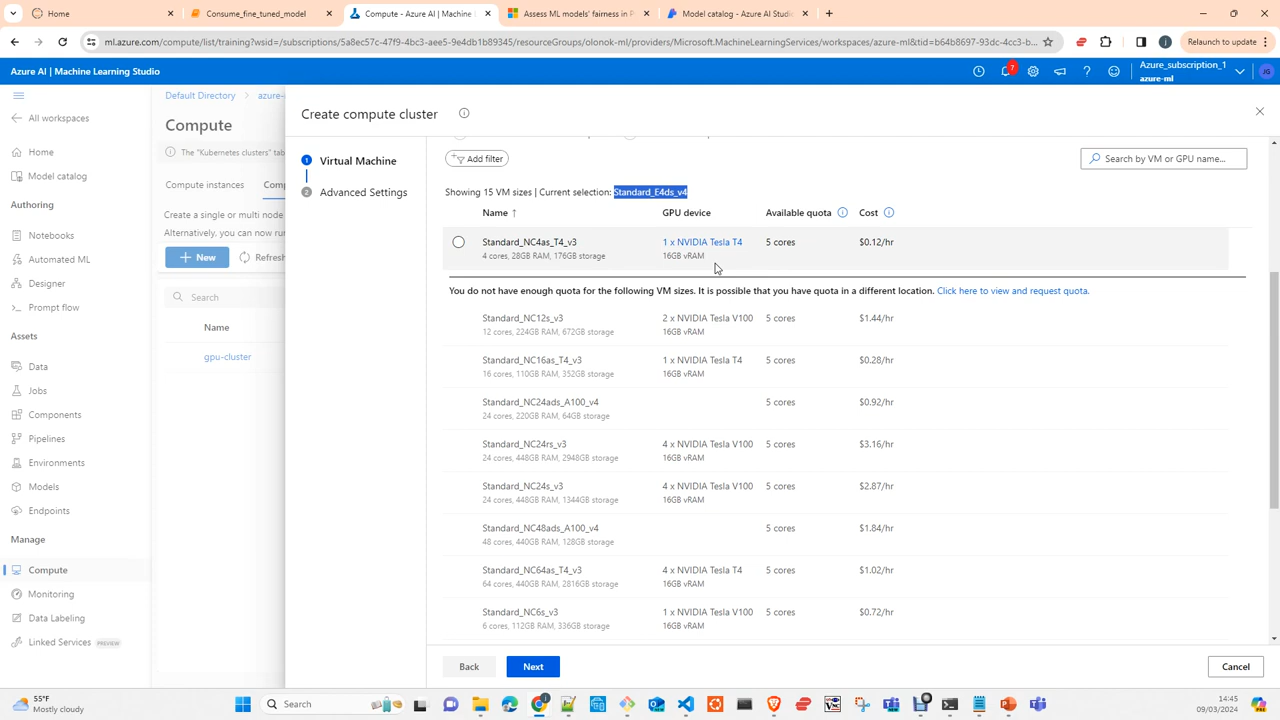 Home
Consume_fine_tuned_model
Compute - Azure AI | Machine L
Assess ML models' fairness in P
Model catalog - Azure AI Studio
ml.azure.com/compute/list/training?wsid=/subscriptions/5a8ec57c-47f9-4bc3-aee5-9e4db1b89345/resourceGroups/olonok-ml/providers/Microsoft.MachineLearningServices/workspaces/azure-ml&tid=b64b8697-93dc-4cc3-b...
Relaunch to update
Azure AI | Machine Learning Studio
7
Azure_subscription_1
azure-ml
JG
All workspaces
Home
Model catalog
Authoring
Notebooks
Automated ML
Designer
Prompt flow
Assets
Data
Jobs
Components
Pipelines
Environments
Models
Endpoints
Manage
Compute
Monitoring
Data Labeling
Linked Services PREVIEW
Default Directory > azure-
Compute
The "Kubernetes clusters" tab
Compute instances
Create a single or multi node
Alternatively, you can now run
New
Refresh
Search
Name
gpu-cluster
Create compute cluster
1 Virtual Machine
2 Advanced Settings
Add filter
Search by VM or GPU name...
Showing 15 VM sizes | Current selection: Standard_E4ds_v4
Name ↑ GPU device Available quota Cost
Standard_NC4as_T4_v3 1 x NVIDIA Tesla T4 5 cores $0.12/hr
4 cores, 28GB RAM, 176GB storage 16GB vRAM
You do not have enough quota for the following VM sizes. It is possible that you have quota in a different location. Click here to view and request quota.
Standard_NC12s_v3 2 x NVIDIA Tesla V100 5 cores $1.44/hr
12 cores, 224GB RAM, 672GB storage 16GB vRAM
Standard_NC16as_T4_v3 1 x NVIDIA Tesla T4 5 cores $0.28/hr
16 cores, 110GB RAM, 352GB storage 16GB vRAM
Standard_NC24ads_A100_v4 5 cores $0.92/hr
24 cores, 220GB RAM, 64GB storage
Standard_NC24rs_v3 4 x NVIDIA Tesla V100 5 cores $3.16/hr
24 cores, 448GB RAM, 2948GB storage 16GB vRAM
Standard_NC24s_v3 4 x NVIDIA Tesla V100 5 cores $2.87/hr
24 cores, 448GB RAM, 1344GB storage 16GB vRAM
Standard_NC48ads_A100_v4 5 cores $1.84/hr
48 cores, 440GB RAM, 128GB storage
Standard_NC64as_T4_v3 4 x NVIDIA Tesla T4 5 cores $1.02/hr
64 cores, 440GB RAM, 2816GB storage 16GB vRAM
Standard_NC6s_v3 1 x NVIDIA Tesla V100 5 cores $0.72/hr
6 cores, 112GB RAM, 336GB storage 16GB vRAM
Back
Next
Cancel
55°F
Mostly cloudy
Search
14:45
09/03/2024